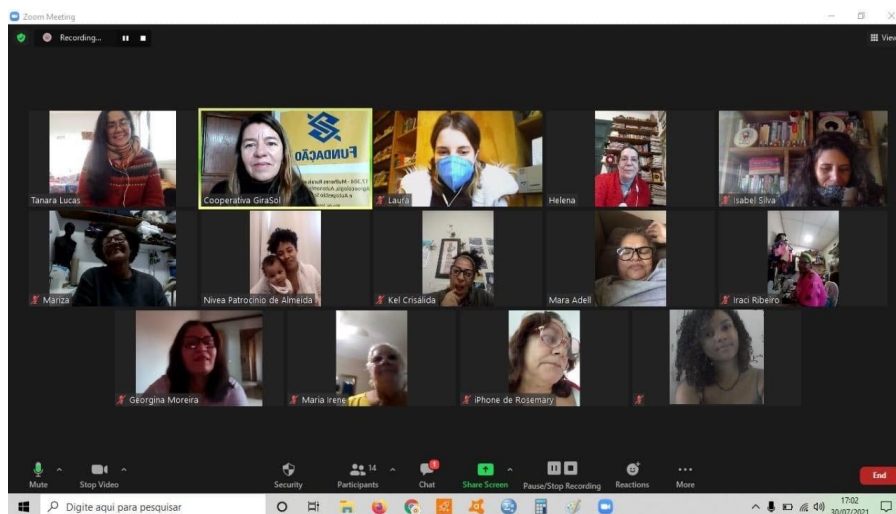 Zoom Meeting
Recording...
View
FUNDAÇÃO
Tanara Lucas
Cooperativa GiraSol
Laura
Helena
Isabel Silva
Mariza
Nivea Patrocinio de Almeida
Kel Crisálida
Mara Adell
Iraci Ribeiro
Georgina Moreira
Maria Irene
iPhone de Rosemary
14
1
Mute
Stop Video
Security
Participants
Chat
Share Screen
Pause/Stop Recording
Reactions
More
End
Digite aqui para pesquisar
17:02
30/07/2021